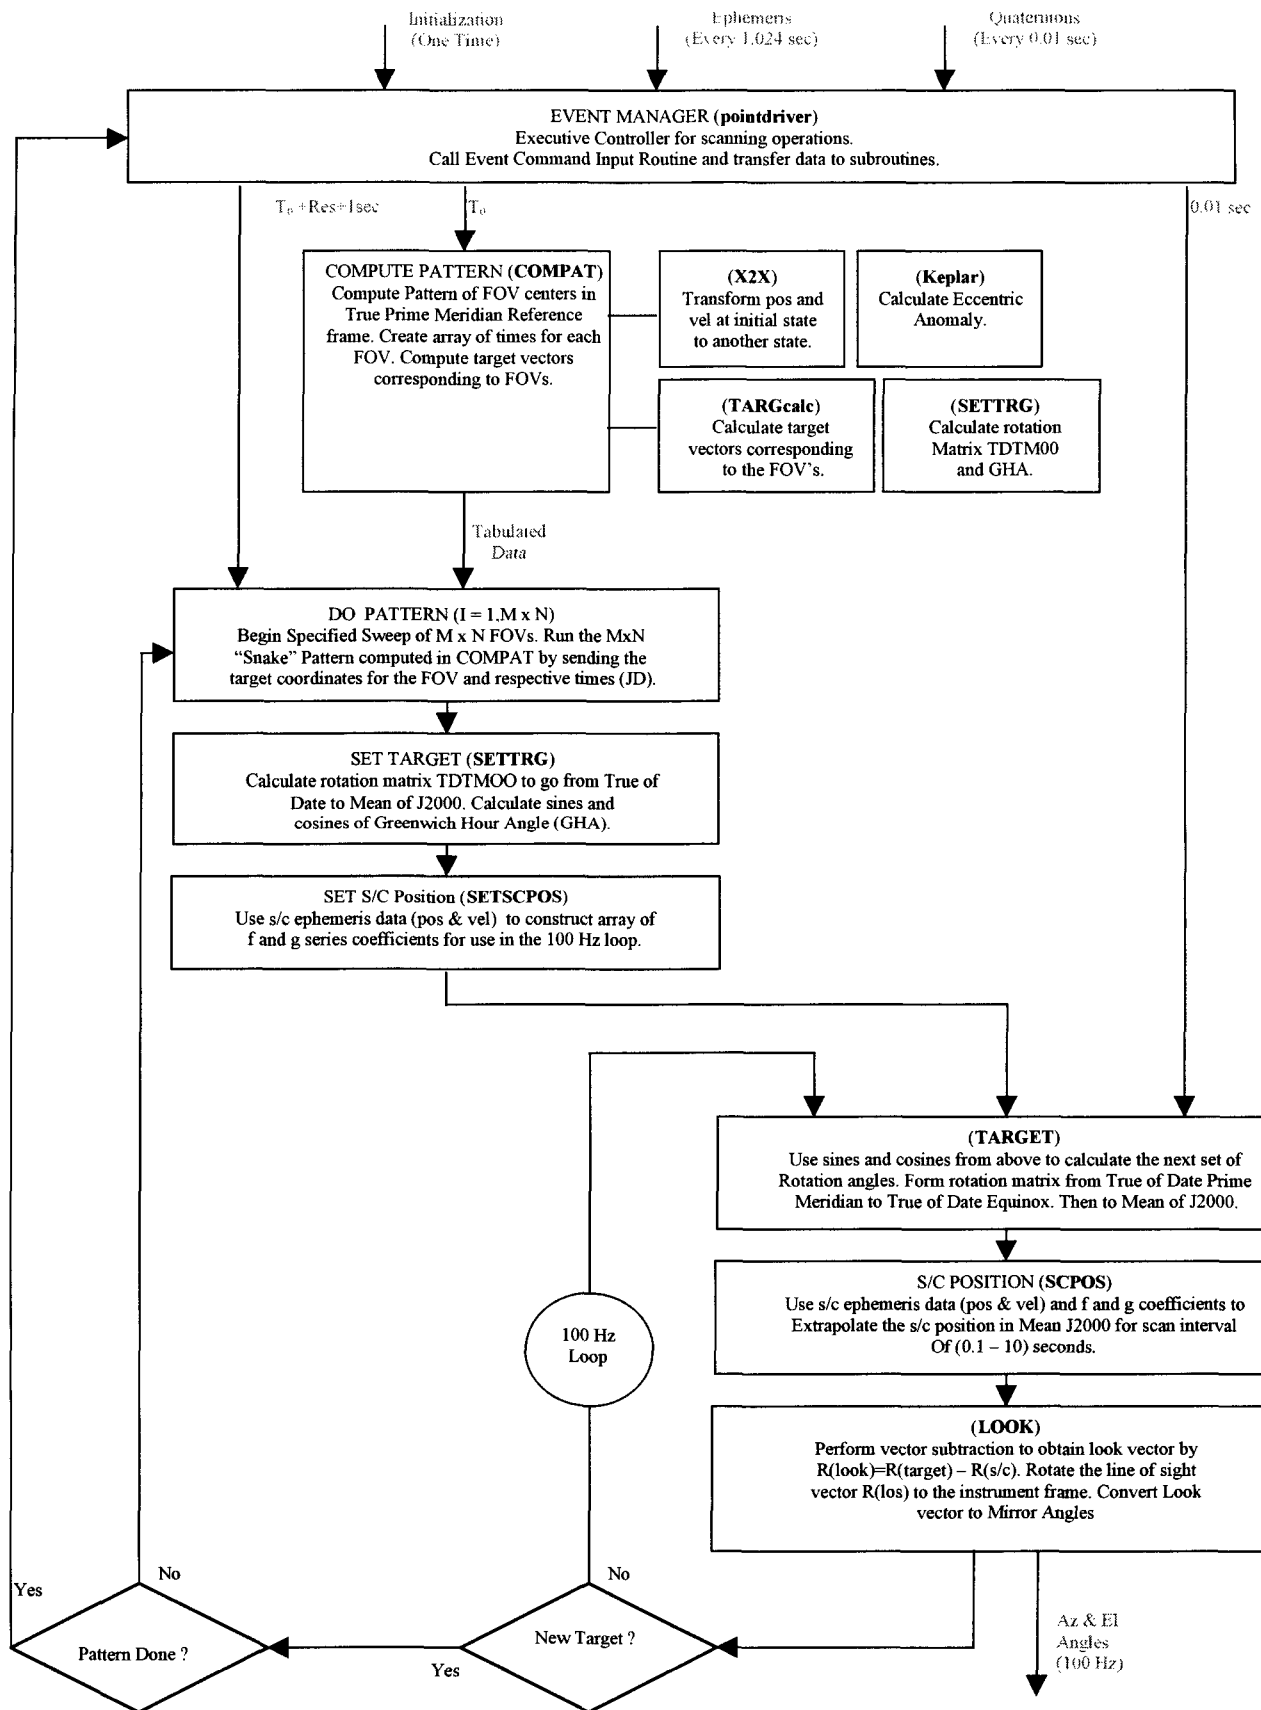 Initialization
(One Time)
Ephemeris
(Every 1.024 sec)
Quaternions
(Every 0.01 sec)
EVENT MANAGER (pointdriver)
Executive Controller for scanning operations.
Call Event Command Input Routine and transfer data to subroutines.
T₀ +Res+1sec
T₀
0.01 sec
COMPUTE PATTERN (COMPAT)
Compute Pattern of FOV centers in
True Prime Meridian Reference
frame. Create array of times for each
FOV. Compute target vectors
corresponding to FOVs.
(X2X)
Transform pos and
vel at initial state
to another state.
(Keplar)
Calculate Eccentric
Anomaly.
(TARGcalc)
Calculate target
vectors corresponding
to the FOV's.
(SETTRG)
Calculate rotation
Matrix TDTM00
and GHA.
Tabulated
Data
DO PATTERN (I = 1,M x N)
Begin Specified Sweep of M x N FOVs. Run the MxN
“Snake” Pattern computed in COMPAT by sending the
target coordinates for the FOV and respective times (JD).
SET TARGET (SETTRG)
Calculate rotation matrix TDTMOO to go from True of
Date to Mean of J2000. Calculate sines and
cosines of Greenwich Hour Angle (GHA).
SET S/C Position (SETSCPOS)
Use s/c ephemeris data (pos & vel) to construct array of
f and g series coefficients for use in the 100 Hz loop.
(TARGET)
Use sines and cosines from above to calculate the next set of
Rotation angles. Form rotation matrix from True of Date Prime
Meridian to True of Date Equinox. Then to Mean of J2000.
S/C POSITION (SCPOS)
Use s/c ephemeris data (pos & vel) and f and g coefficients to
Extrapolate the s/c position in Mean J2000 for scan interval
Of (0.1 – 10) seconds.
100 Hz
Loop
(LOOK)
Perform vector subtraction to obtain look vector by
R(look)=R(target) – R(s/c). Rotate the line of sight
vector R(los) to the instrument frame. Convert Look
vector to Mirror Angles
No
No
Yes
Pattern Done ?
Yes
New Target ?
Az & El
Angles
(100 Hz)